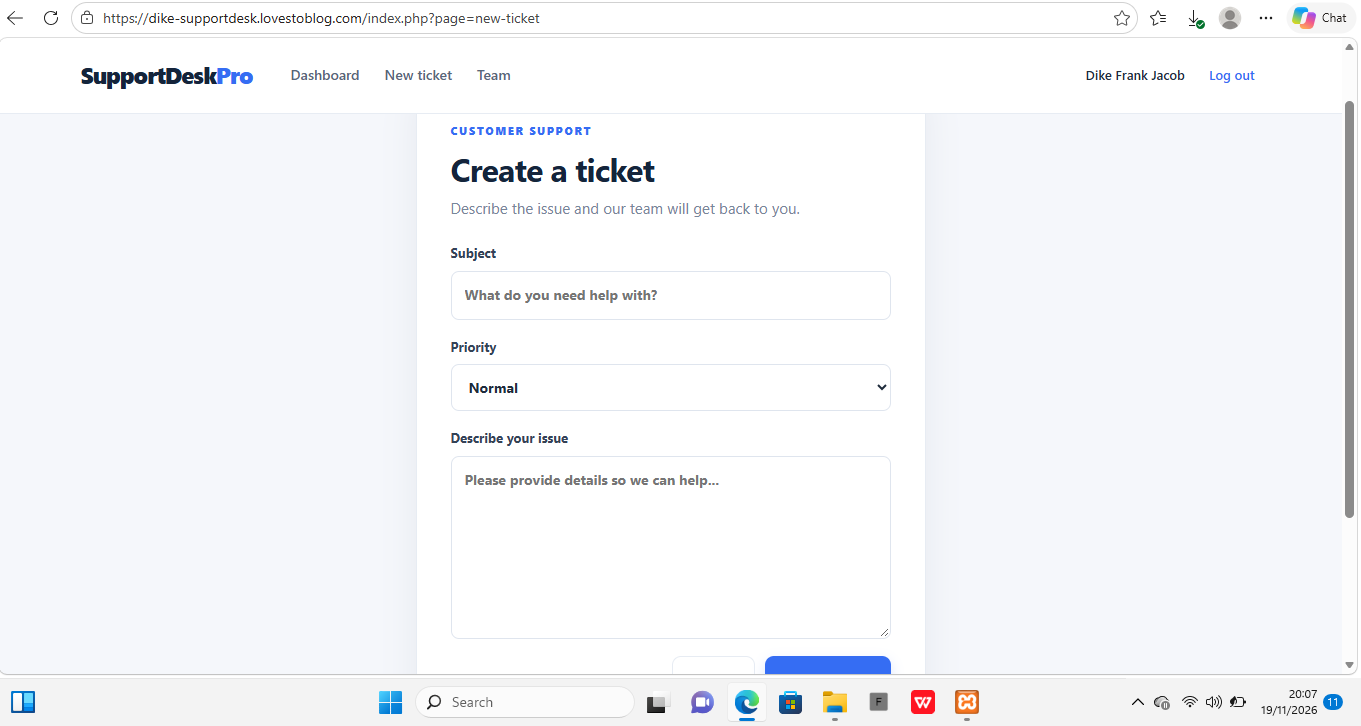 https://dike-supportdesk.lovestoblog.com/index.php?page=new-ticket
Chat
SupportDeskPro
Dashboard
New ticket
Team
Dike Frank Jacob
Log out
CUSTOMER SUPPORT
Create a ticket
Describe the issue and our team will get back to you.
Subject
What do you need help with?
Priority
Normal
Describe your issue
Please provide details so we can help...
Search
F
W
20:07
19/11/2026
11